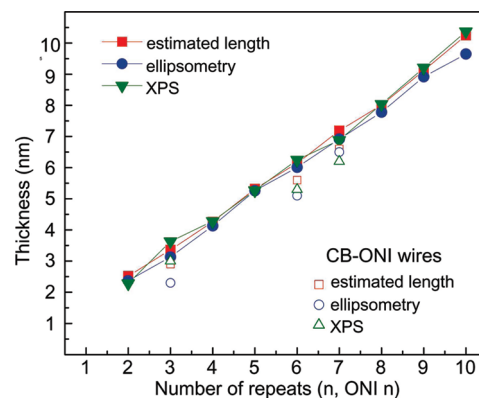 10
9
8
7
6
5
4
3
2
1
Thickness (nm)
estimated length
ellipsometry
XPS
CB-ONI wires
estimated length
ellipsometry
XPS
1 2 3 4 5 6 7 8 9 10
Number of repeats (n, ONI n)